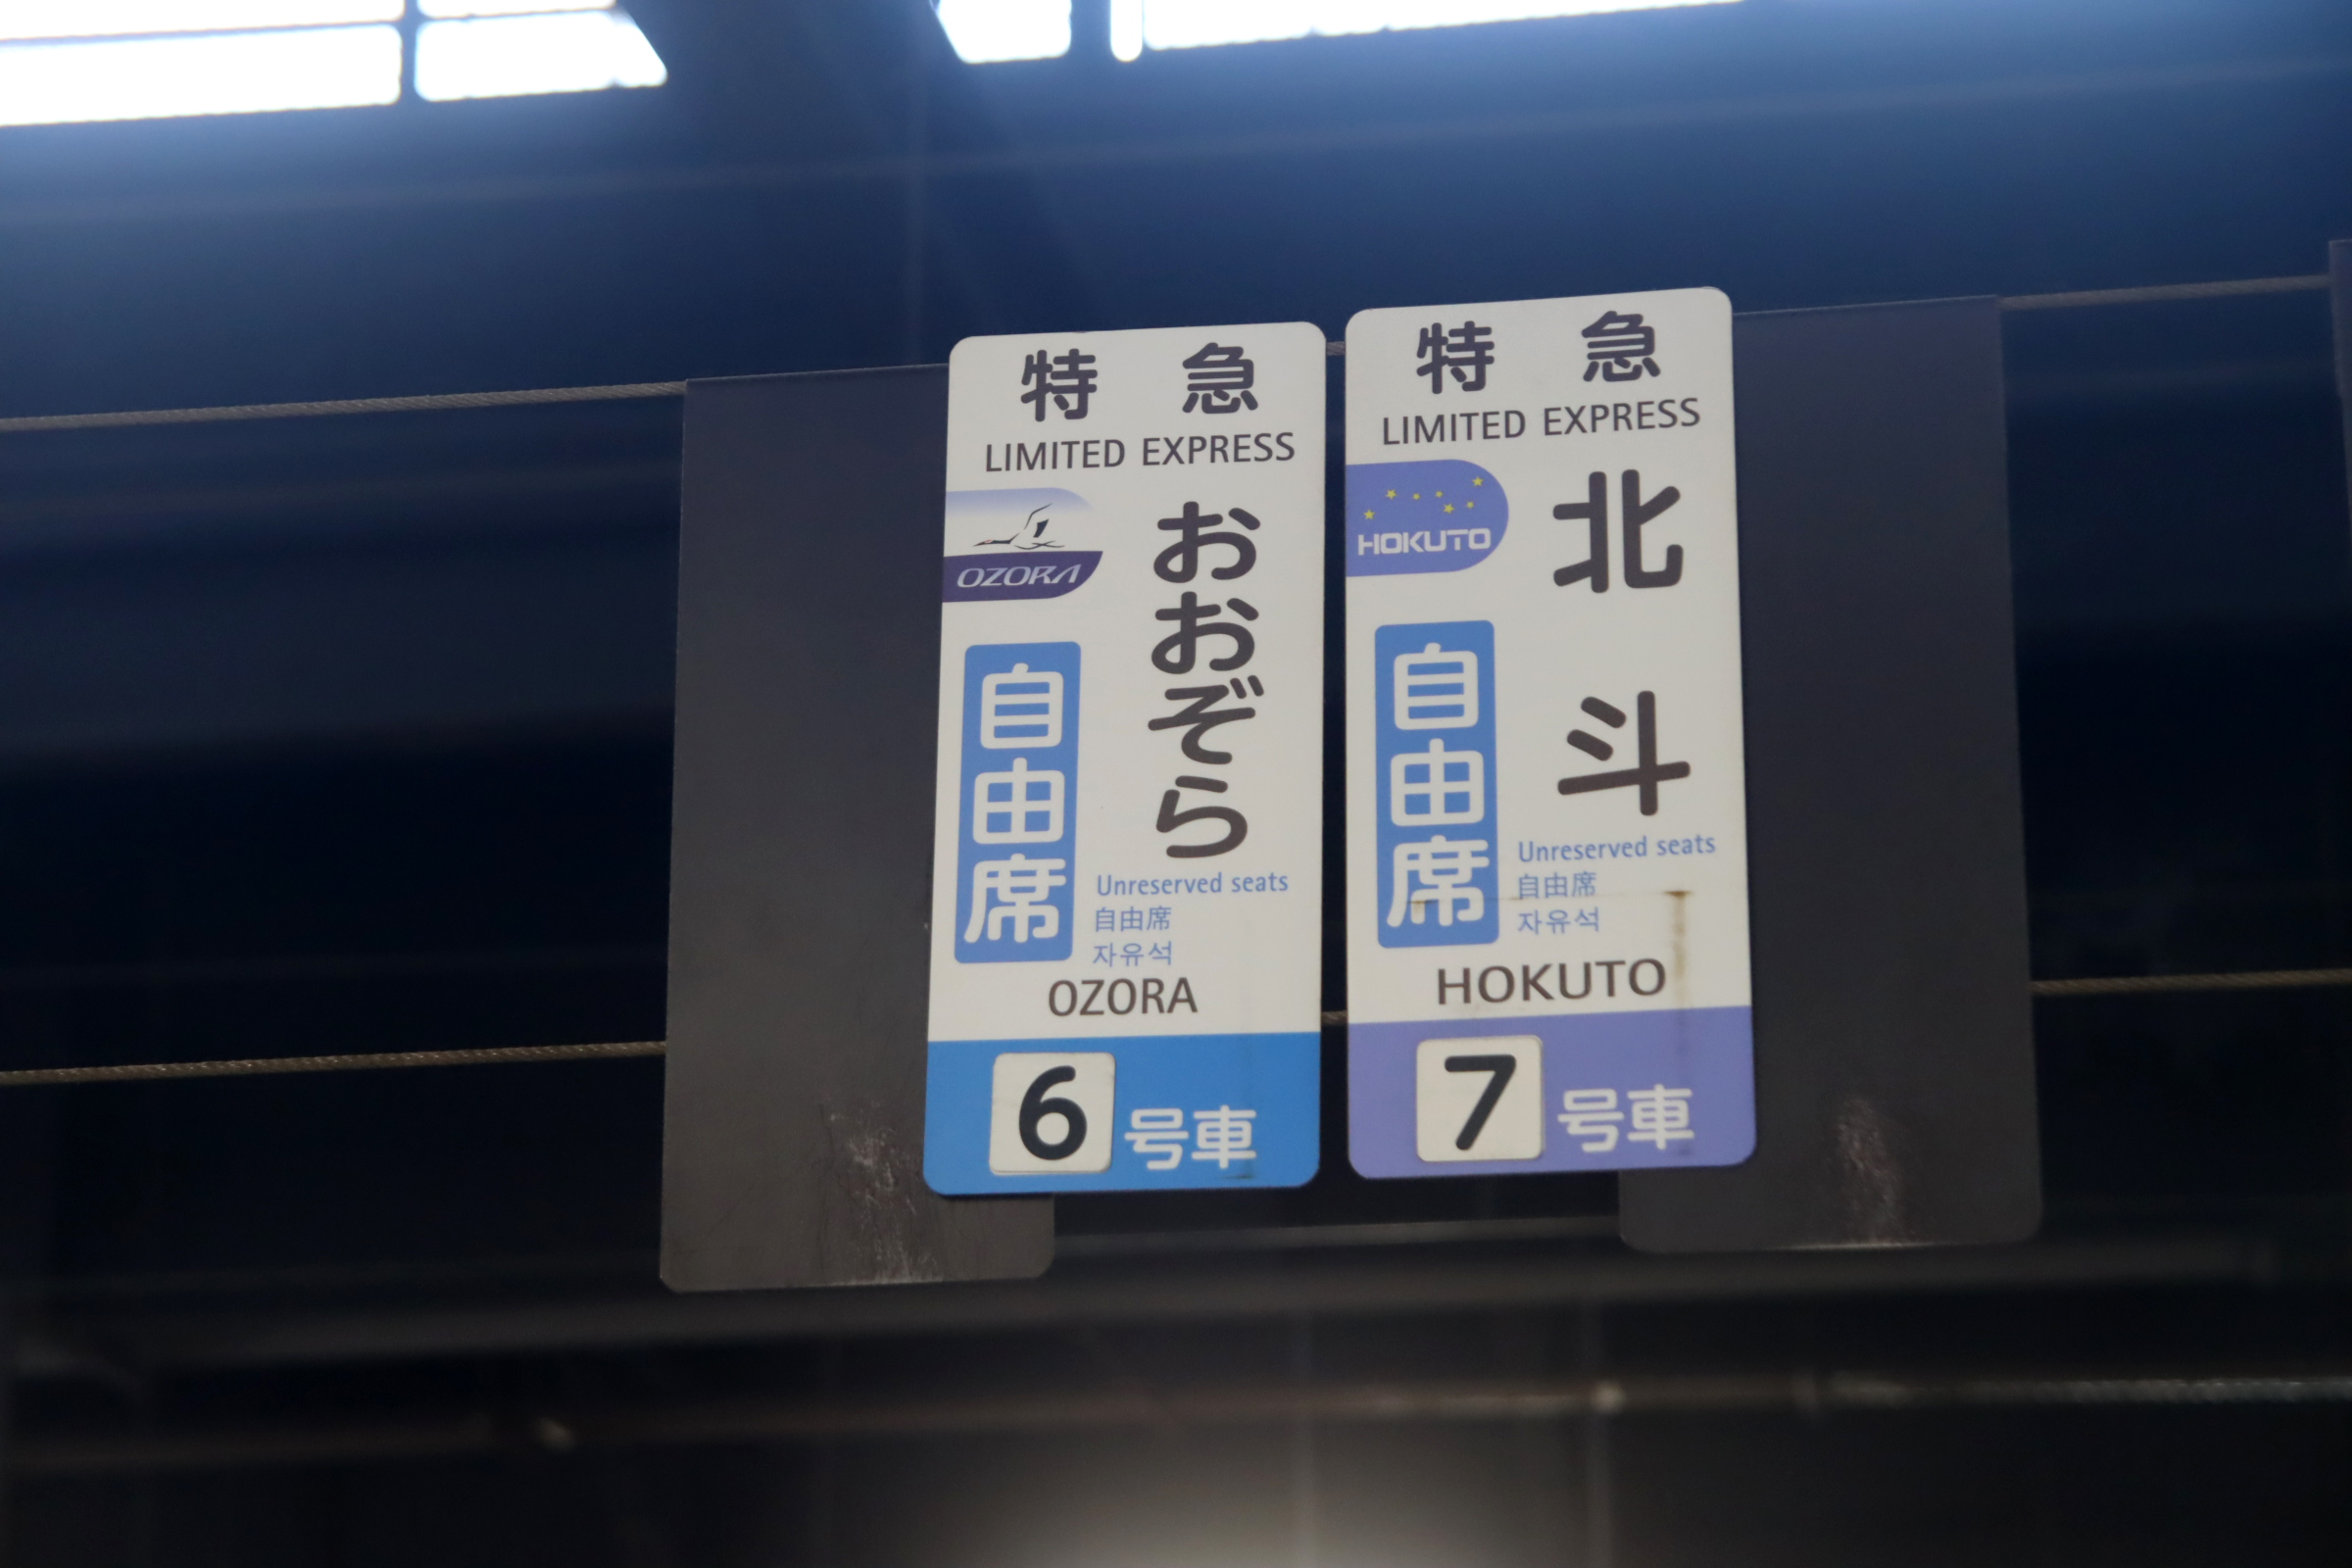 特急
LIMITED EXPRESS
OZORA
おおぞら
自由席
Unreserved seats
自由席
자유석
OZORA
6号車
特急
LIMITED EXPRESS
HOKUTO
北斗
自由席
Unreserved seats
自由席
자유석
HOKUTO
7号車